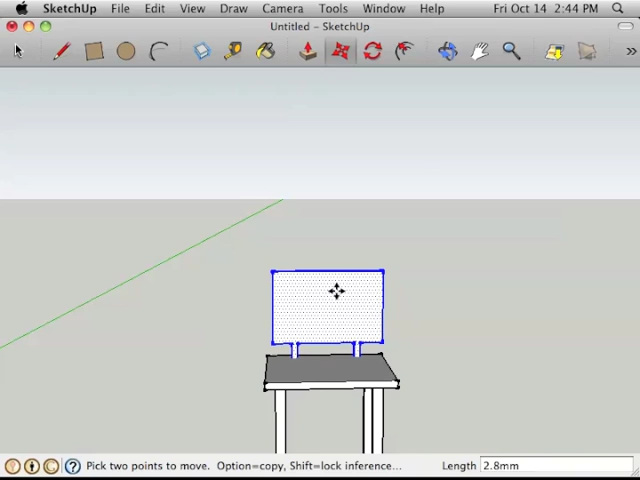 SketchUp File Edit View Draw Camera Tools Window Help Fri Oct 14 2:44 PM
Untitled - SketchUp
»
? Pick two points to move. Option=copy, Shift=lock inference... Length 2.8mm